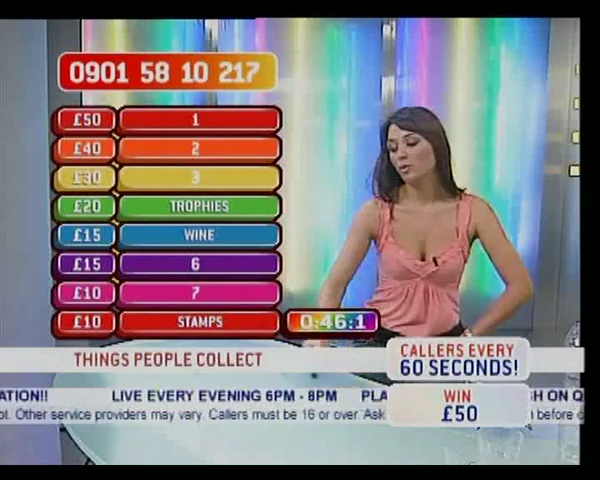 0901 58 10 217
£50 1
£40 2
£30 3
£20 TROPHIES
£15 WINE
£15 6
£10 7
£10 STAMPS
0:46:1
THINGS PEOPLE COLLECT
CALLERS EVERY
60 SECONDS!
ATION!! LIVE EVERY EVENING 6PM - 8PM PLA
SH ON Q
Other service providers may vary. Callers must be 16 or over. Ask
before
WIN
£50